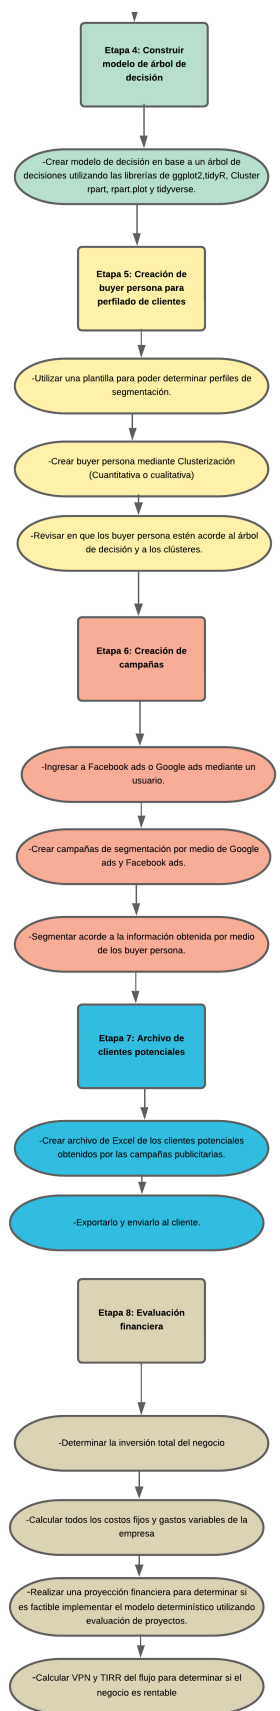 Etapa 4: Construir
modelo de árbol de
decisión
-Crear modelo de decisión en base a un árbol de
decisiones utilizando las librerías de ggplot2,tidyR, Cluster
rpart, rpart.plot y tidyverse.
Etapa 5: Creación de
buyer persona para
perfilado de clientes
-Utilizar una plantilla para poder determinar perfiles de
segmentación.
-Crear buyer persona mediante Clusterización
(Cuantitativa o cualitativa)
-Revisar en que los buyer persona estén acorde al árbol
de decisión y a los clústeres.
Etapa 6: Creación de
campañas
-Ingresar a Facebook ads o Google ads mediante un
usuario.
-Crear campañas de segmentación por medio de Google
ads y Facebook ads.
-Segmentar acorde a la información obtenida por medio
de los buyer persona.
Etapa 7: Archivo de
clientes potenciales
-Crear archivo de Excel de los clientes potenciales
obtenidos por las campañas publicitarias.
-Exportarlo y enviarlo al cliente.
Etapa 8: Evaluación
financiera
-Determinar la inversión total del negocio
-Calcular todos los costos fijos y gastos variables de la
empresa
-Realizar una proyección financiera para determinar si
es factible implementar el modelo determinístico utilizando
evaluación de proyectos.
-Calcular VPN y TIRR del flujo para determinar si el
negocio es rentable